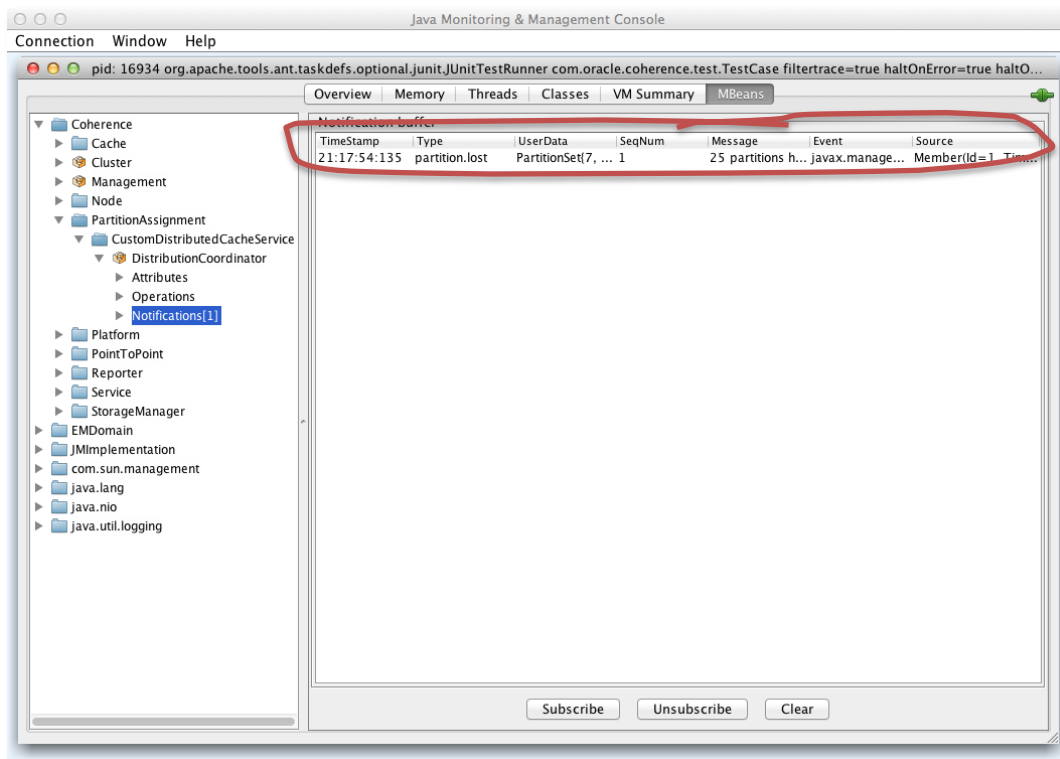 Java Monitoring & Management Console
Connection Window Help
pid: 16934 org.apache.tools.ant.taskdefs.optional.junit.JUnitTestRunner com.oracle.coherence.test.TestCase filtertrace=true haltOnError=true haltO...
Overview Memory Threads Classes VM Summary MBeans
Coherence
Cache
Cluster
Management
Node
PartitionAssignment
CustomDistributedCacheService
DistributionCoordinator
Attributes
Operations
Notifications[1]
Platform
PointToPoint
Reporter
Service
StorageManager
EMDomain
JMImplementation
com.sun.management
java.lang
java.nio
java.util.logging
Notification buffer
TimeStamp Type UserData SeqNum Message Event Source
21:17:54:135 partition.lost PartitionSet{7, ... 1 25 partitions h... javax.manage... Member(Id=1, Tim...
Subscribe Unsubscribe Clear